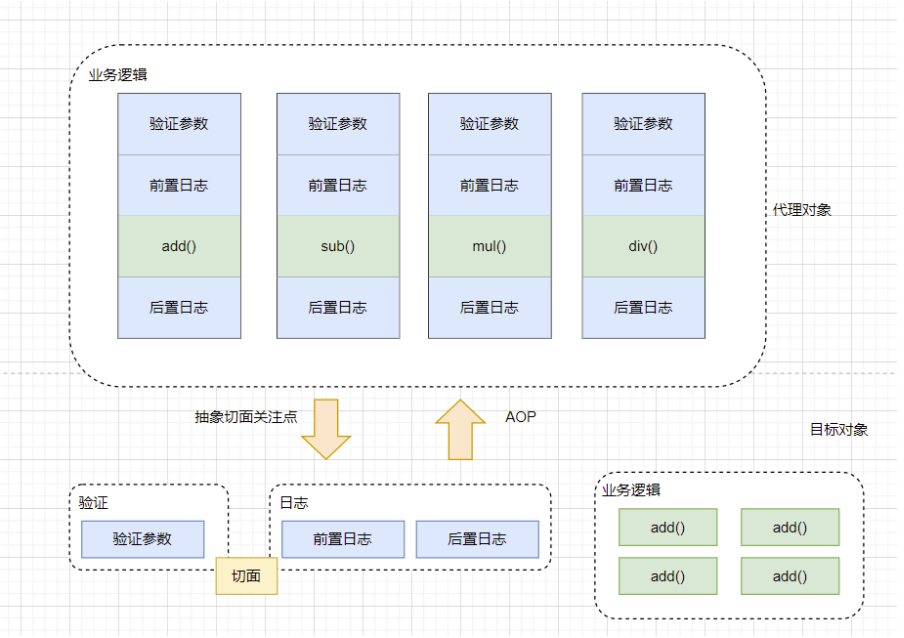 业务逻辑
验证参数 验证参数 验证参数 验证参数
前置日志 前置日志 前置日志 前置日志
代理对象
add() sub() mul() div()
后置日志 后置日志 后置日志 后置日志
抽象切面关注点 AOP
目标对象
验证 日志 业务逻辑
验证参数 前置日志 后置日志 add() add()
切面 add() add()